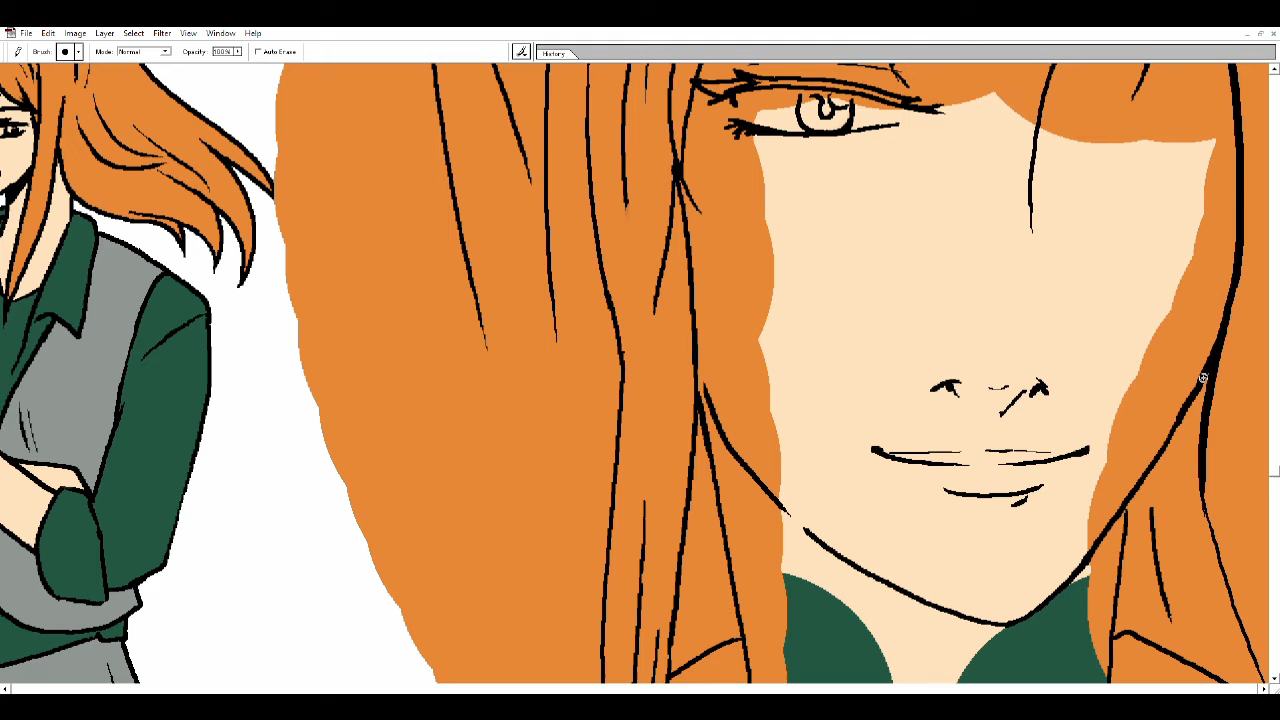 File Edit Image Layer Select Filter View Window Help
Brush: Mode: Normal Opacity: 100% Auto Erase History